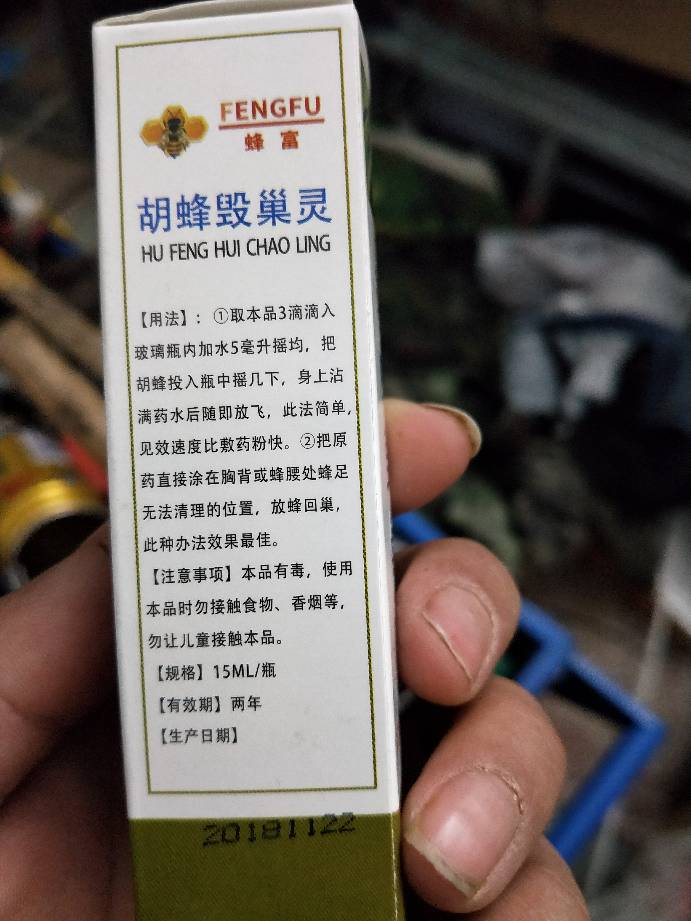 FENGFU
蜂富
胡蜂毁巢灵
HU FENG HUI CHAO LING
【用法】：①取本品3滴滴入
玻璃瓶内加水5毫升摇均，把
胡蜂投入瓶中摇几下，身上沾
满药水后随即放飞，此法简单，
见效速度比敷药粉快。②把原
药直接涂在胸背或蜂腰处蜂足
无法清理的位置，放蜂回巢，
此种办法效果最佳。
【注意事项】本品有毒，使用
本品时勿接触食物、香烟等，
勿让儿童接触本品。
【规格】15ML/瓶
【有效期】两年
【生产日期】
20181122